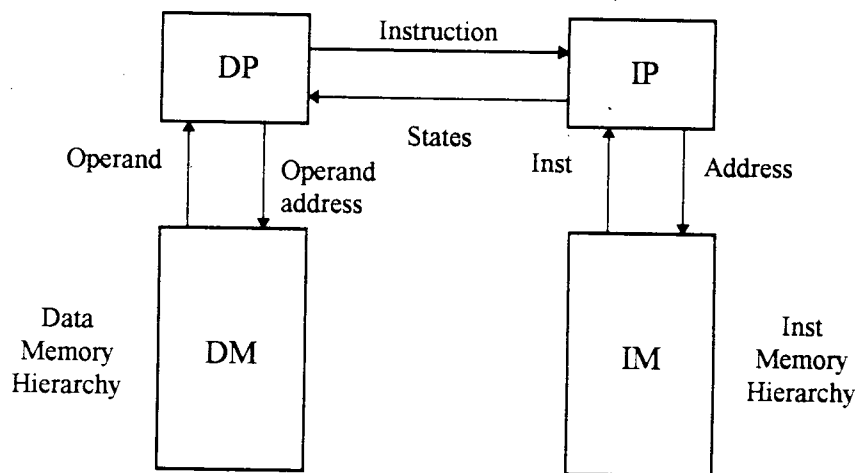 Instruction
DP
IP
States
Operand
Operand
address
Inst
Address
Data
Memory
Hierarchy
DM
IM
Inst
Memory
Hierarchy